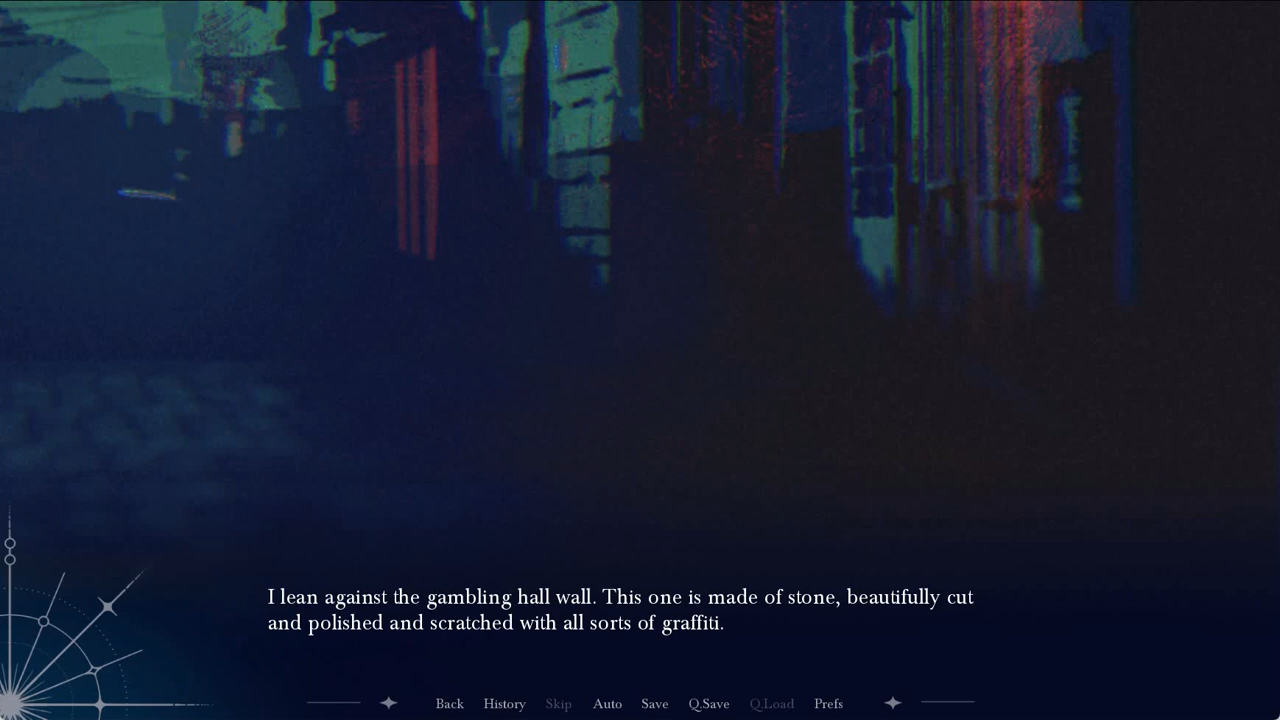 I lean against the gambling hall wall. This one is made of stone, beautifully cut
and polished and scratched with all sorts of graffiti.
Back History Skip Auto Save Q.Save Q.Load Prefs